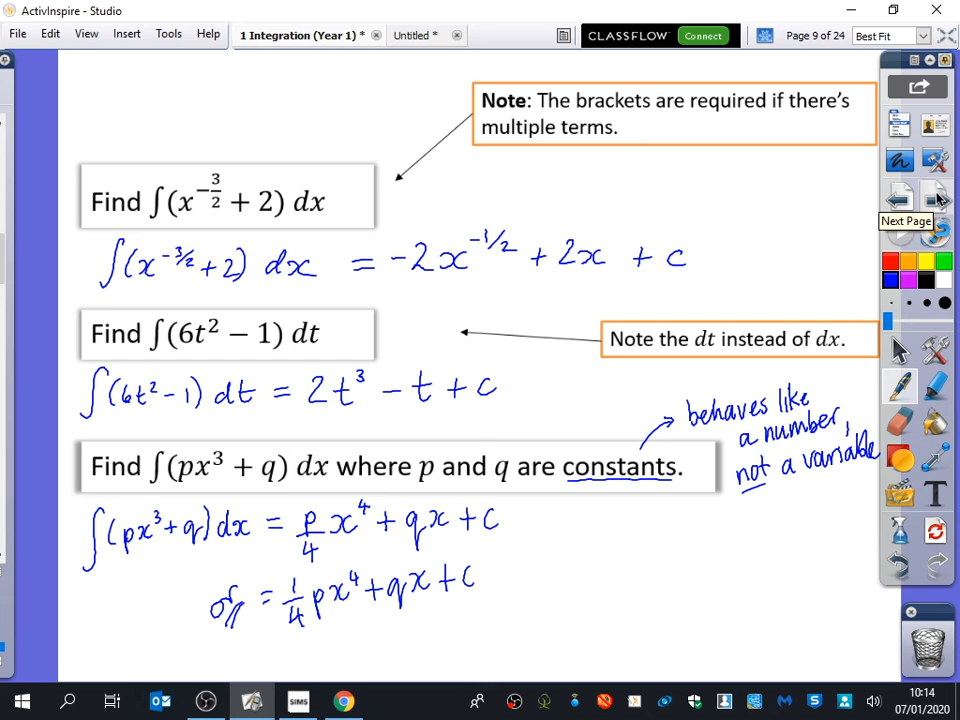 ActivInspire - Studio
File Edit View Insert Tools Help
1 Integration (Year 1) *
Untitled *
CLASSFLOW Connect
Page 9 of 24
Best Fit
Note: The brackets are required if there's
multiple terms.
Find ∫(x^(-3/2) + 2) dx
∫(x^(-3/2) + 2) dx = -2x^(-1/2) + 2x + c
Next Page
Find ∫(6t² − 1) dt
Note the dt instead of dx.
∫(6t² - 1) dt = 2t³ - t + c
behaves like
a number,
not a variable
Find ∫(px³ + q) dx where p and q are constants.
∫(px³ + q) dx = p/4 x⁴ + qx + c
or = 1/4 px⁴ + qx + c
T
SIMS
10:14
07/01/2020